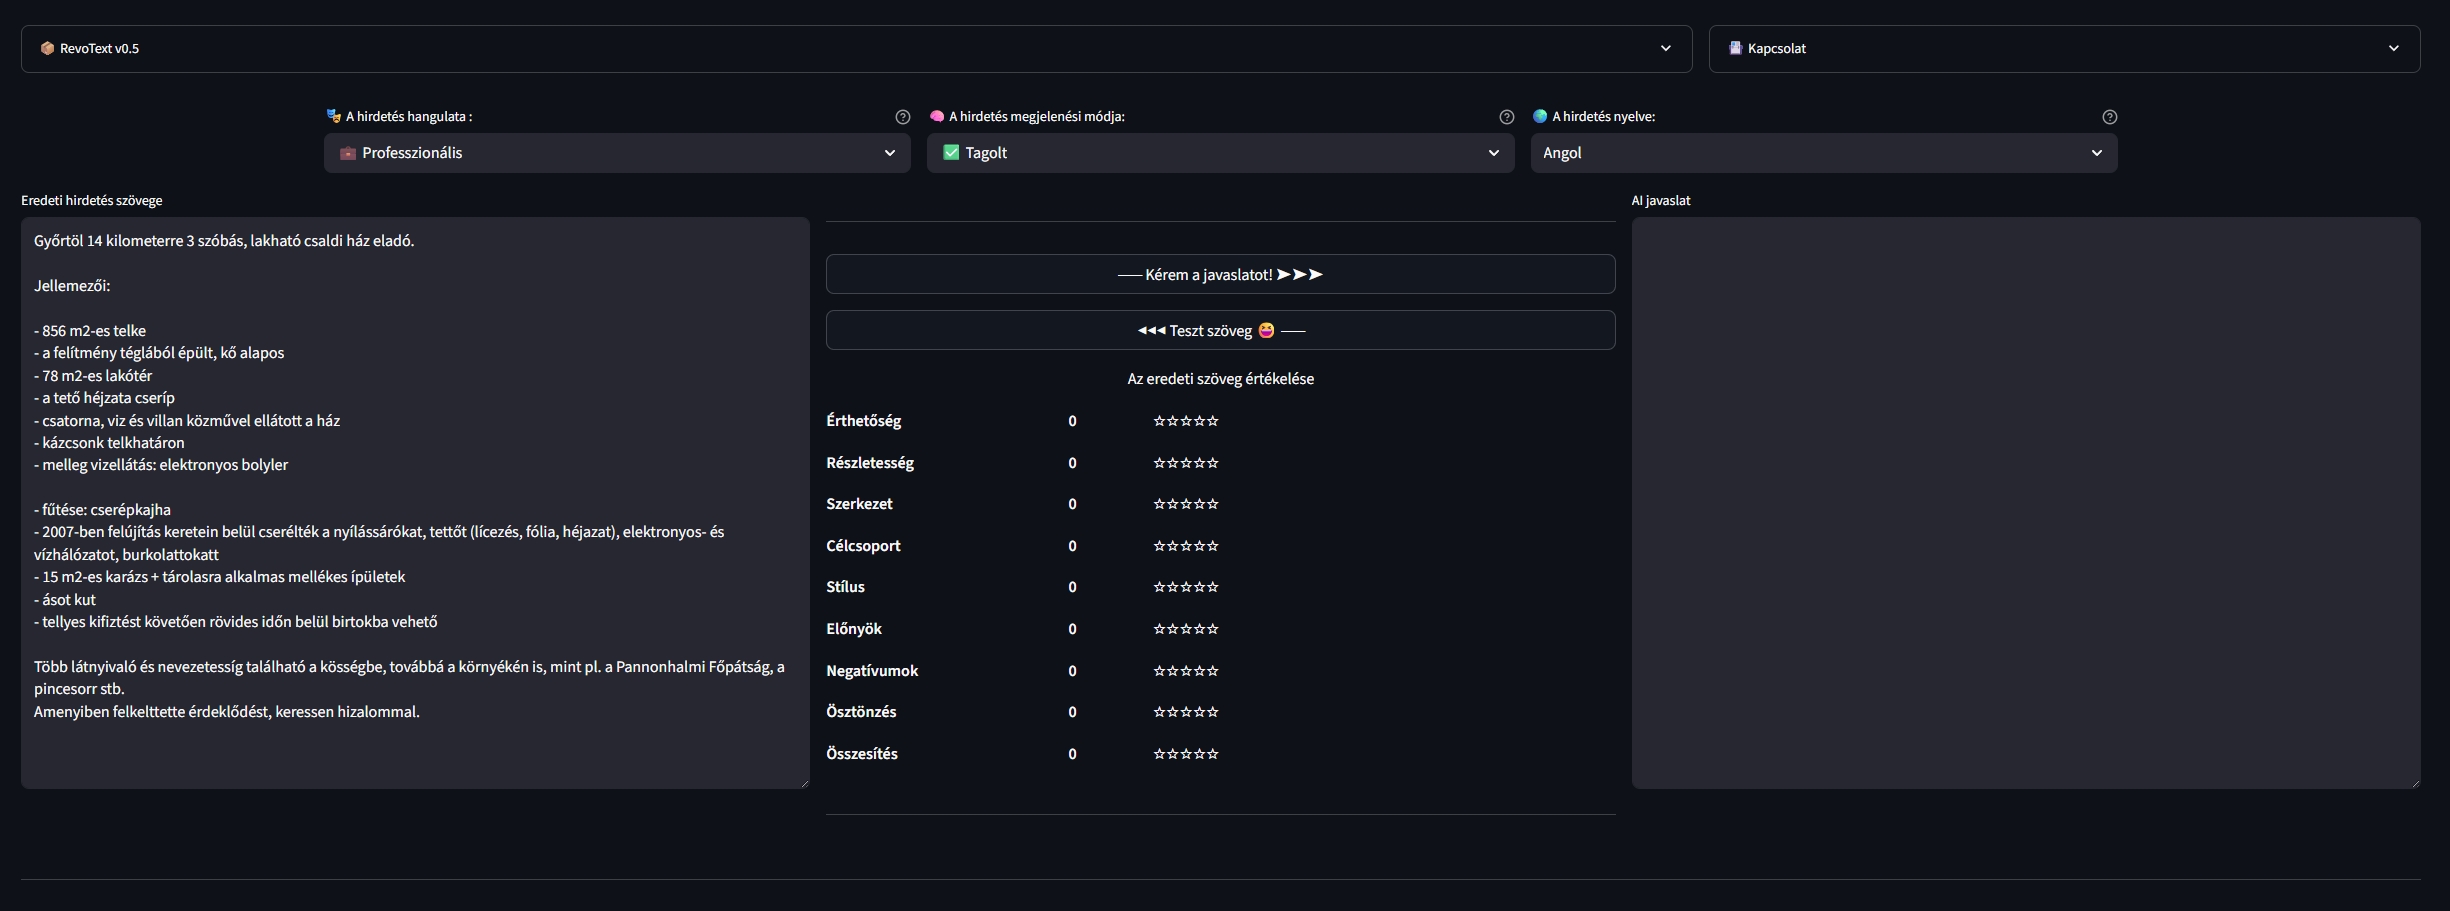 📦 RevoText v0.5
📇 Kapcsolat
🎭 A hirdetés hangulata :
🧠 A hirdetés megjelenési módja:
🌍 A hirdetés nyelve:
💼 Professzionális
✅ Tagolt
Angol
Eredeti hirdetés szövege
Győrtöl 14 kilometerre 3 szóbás, lakható csaldi ház eladó.
Jellemezői:
- 856 m2-es telke
- a felítmény téglából épült, kő alapos
- 78 m2-es lakótér
- a tető héjzata cseríp
- csatorna, viz és villan közművel ellátott a ház
- kázcsonk telkhatáron
- melleg vizellátás: elektronyos bolyler
- fűtése: cserépkajha
- 2007-ben felújítás keretein belül cserélték a nyílássárókat, tettőt (lícezés, fólia, héjazat), elektronyos- és
vízhálózatot, burkolattokatt
- 15 m2-es karázs + tárolasra alkalmas mellékes ípületek
- ásot kut
- tellyes kifiztést követően rövides időn belül birtokba vehető
Több látnyivaló és nevezetessíg található a kösségbe, továbbá a környékén is, mint pl. a Pannonhalmi Főpátság, a
pincesorr stb.
Amenyiben felkelttette érdeklődést, keressen hizalommal.
—– Kérem a javaslatot! ➤➤➤
◄◄◄ Teszt szöveg 😆 —–
Az eredeti szöveg értékelése
Érthetőség 0 ☆☆☆☆☆
Részletesség 0 ☆☆☆☆☆
Szerkezet 0 ☆☆☆☆☆
Célcsoport 0 ☆☆☆☆☆
Stílus 0 ☆☆☆☆☆
Előnyök 0 ☆☆☆☆☆
Negatívumok 0 ☆☆☆☆☆
Ösztönzés 0 ☆☆☆☆☆
Összesítés 0 ☆☆☆☆☆
AI javaslat